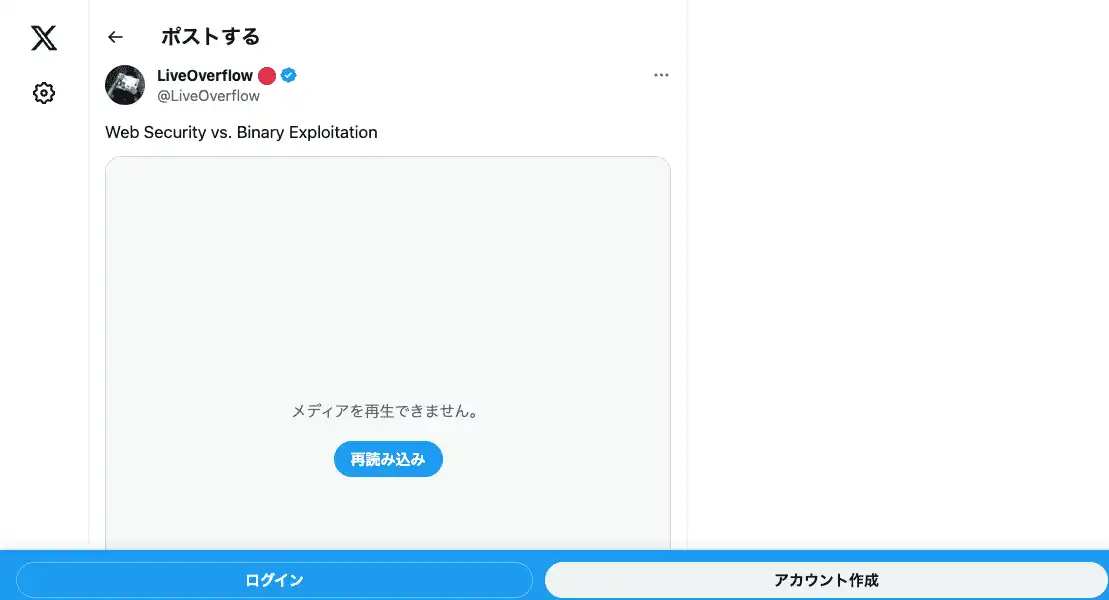 ポストする
LiveOverflow
@LiveOverflow
Web Security vs. Binary Exploitation
メディアを再生できません。
再読み込み
ログイン
アカウント作成